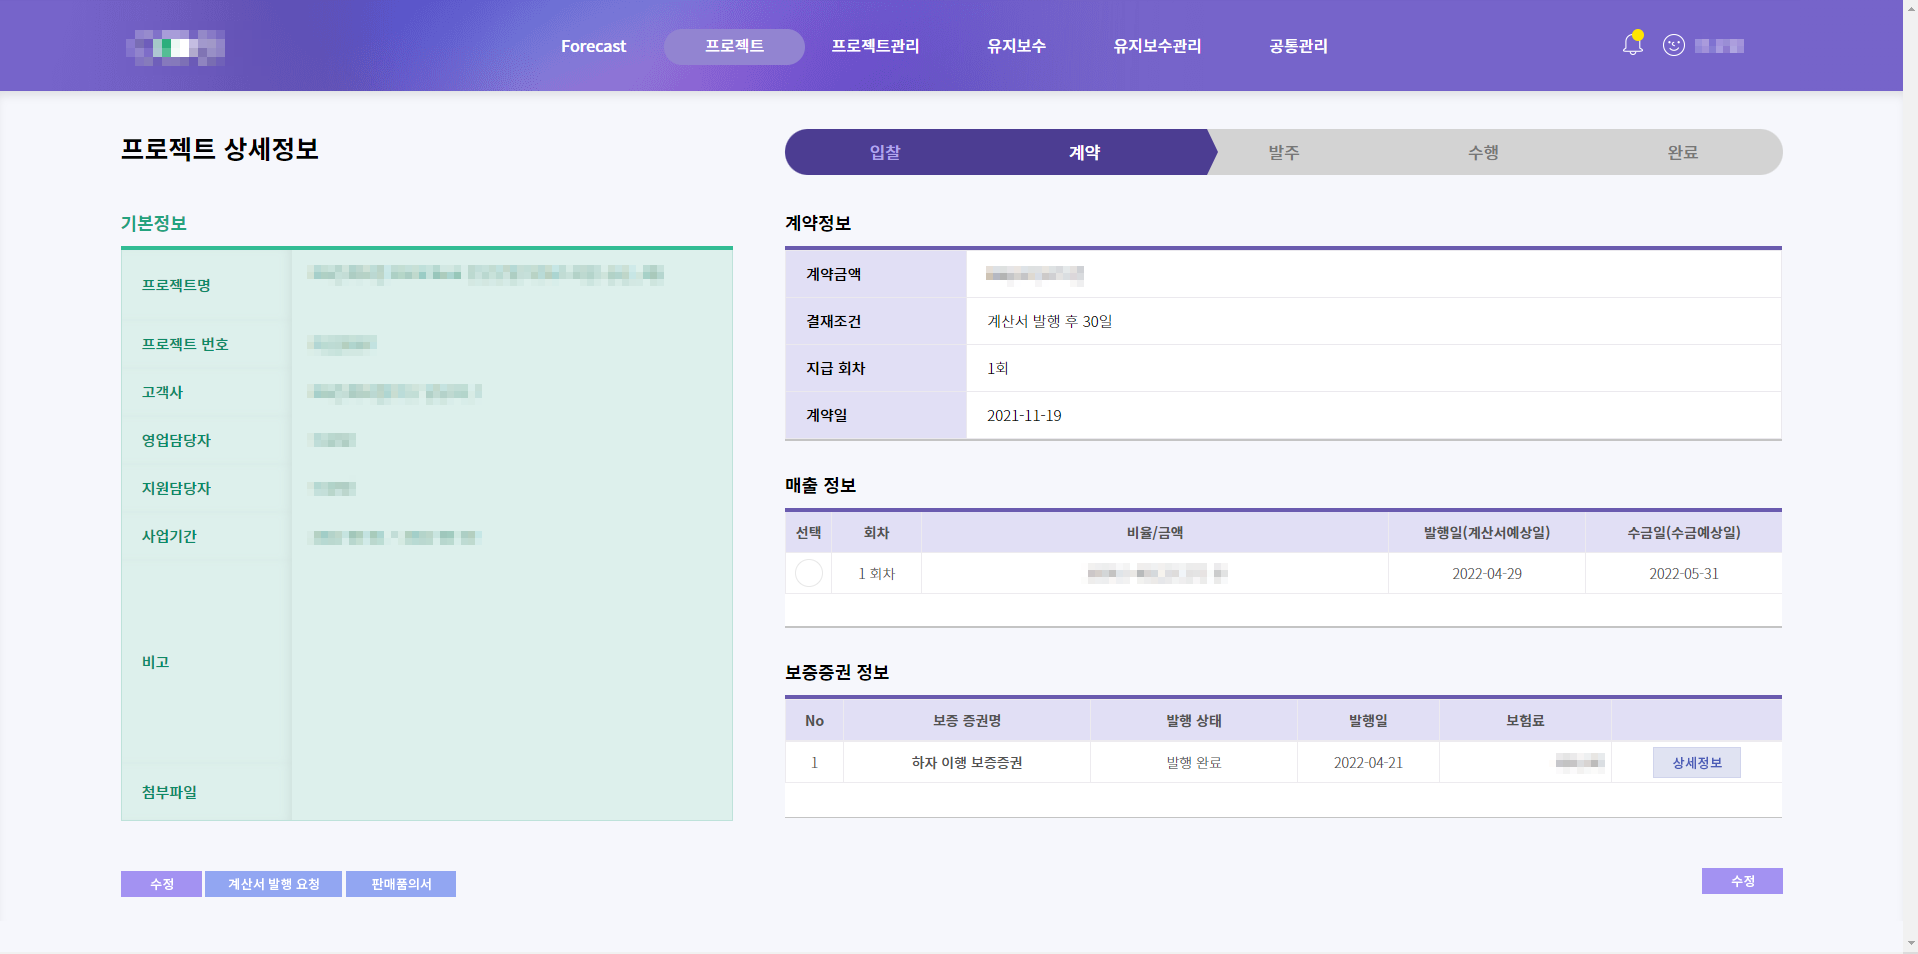 Forecast 프로젝트 프로젝트관리 유지보수 유지보수관리 공통관리
프로젝트 상세정보
입찰 계약 발주 수행 완료
기본정보
프로젝트명
프로젝트 번호
고객사
영업담당자
지원담당자
사업기간
비고
첨부파일
수정 계산서 발행 요청 판매품의서
계약정보
계약금액
결재조건 계산서 발행 후 30일
지급 회차 1회
계약일 2021-11-19
매출 정보
선택 회차 비율/금액 발행일(계산서예상일) 수금일(수금예상일)
1 회차 2022-04-29 2022-05-31
보증증권 정보
No 보증 증권명 발행 상태 발행일 보험료
1 하자 이행 보증증권 발행 완료 2022-04-21 상세정보
수정